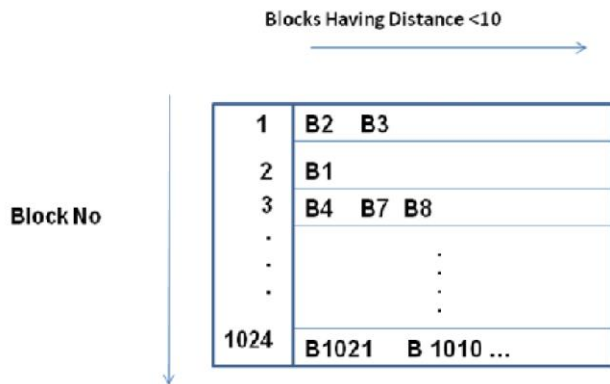 Blocks Having Distance <10
1 B2 B3
2 B1
Block No
3 B4 B7 B8
.
.
.
1024 B1021 B 1010 ...